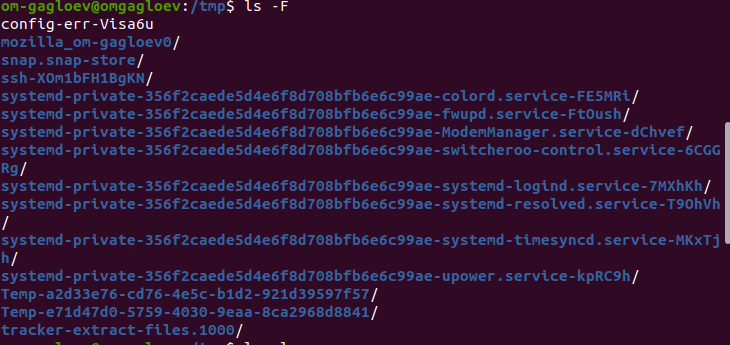 om-gagloev@omgagloev:/tmp$ ls -F
config-err-Visa6u
mozilla_om-gagloev0/
snap.snap-store/
ssh-XOm1bFH1BgKN/
systemd-private-356f2caede5d4e6f8d708bfb6e6c99ae-colord.service-FE5MRi/
systemd-private-356f2caede5d4e6f8d708bfb6e6c99ae-fwupd.service-FtOush/
systemd-private-356f2caede5d4e6f8d708bfb6e6c99ae-ModemManager.service-dChvef/
systemd-private-356f2caede5d4e6f8d708bfb6e6c99ae-switcheroo-control.service-6CGG
Rg/
systemd-private-356f2caede5d4e6f8d708bfb6e6c99ae-systemd-logind.service-7MXhKh/
systemd-private-356f2caede5d4e6f8d708bfb6e6c99ae-systemd-resolved.service-T9OhVh
/
systemd-private-356f2caede5d4e6f8d708bfb6e6c99ae-systemd-timesyncd.service-MKxTj
h/
systemd-private-356f2caede5d4e6f8d708bfb6e6c99ae-upower.service-kpRC9h/
Temp-a2d33e76-cd76-4e5c-b1d2-921d39597f57/
Temp-e71d47d0-5759-4030-9eaa-8ca2968d8841/
tracker-extract-files.1000/